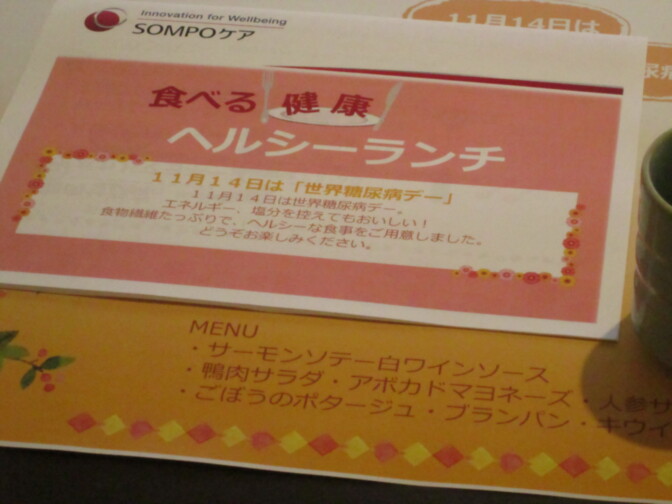 Innovation for Wellbeing
SOMPOケア
11月14日は
尿病
食べる 健康
ヘルシーランチ
11月14日は「世界糖尿病デー」
11月14日は世界糖尿病デー。
エネルギー、塩分を控えてもおいしい!
食物繊維たっぷりで、ヘルシーな食事をご用意しました。
どうぞお楽しみください。
MENU
・サーモンソテー白ワインソース
・鴨肉サラダ・アボカドマヨネーズ・人参サ
・ごぼうのポタージュ・ブランパン・キウイ